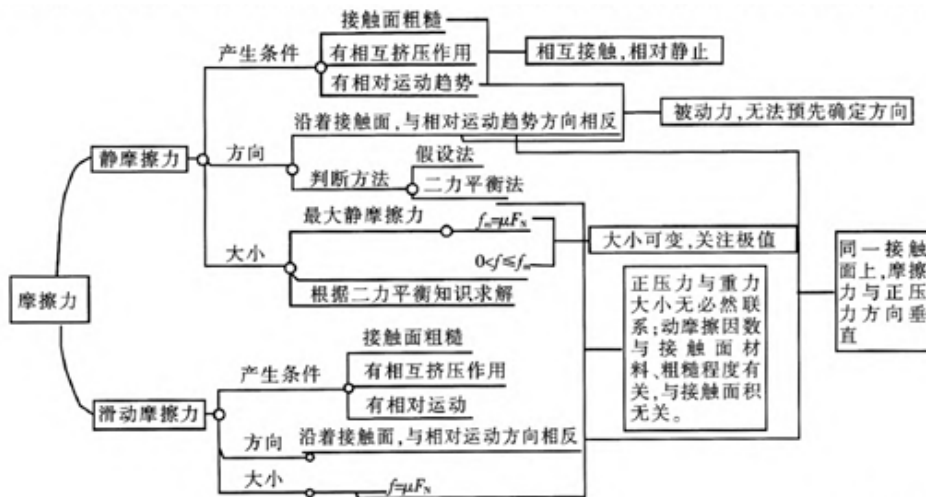 接触面粗糙
产生条件
有相互挤压作用
相互接触,相对静止
有相对运动趋势
被动力,无法预先确定方向
沿着接触面,与相对运动趋势方向相反
静摩擦力
方向
假设法
判断方法
二力平衡法
最大静摩擦力
fm=μFN
大小
大小可变,关注极值
0<f≤fm
根据二力平衡知识求解
摩擦力
正压力与重力
大小无必然联
系;动摩擦因数
与接触面材
料、粗糙程度有
关,与接触面积
无关。
同一接触
面上,摩擦
力与正压
力方向垂
直
接触面粗糙
产生条件
有相互挤压作用
有相对运动
滑动摩擦力
方向
沿着接触面,与相对运动方向相反
大小
f=μFN